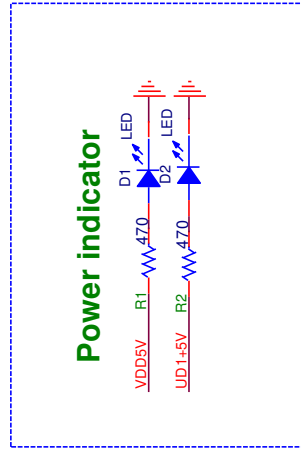 Power indicator
VDD5V
R1
470
D1
LED
UD1+5V
R2
470
D2
LED